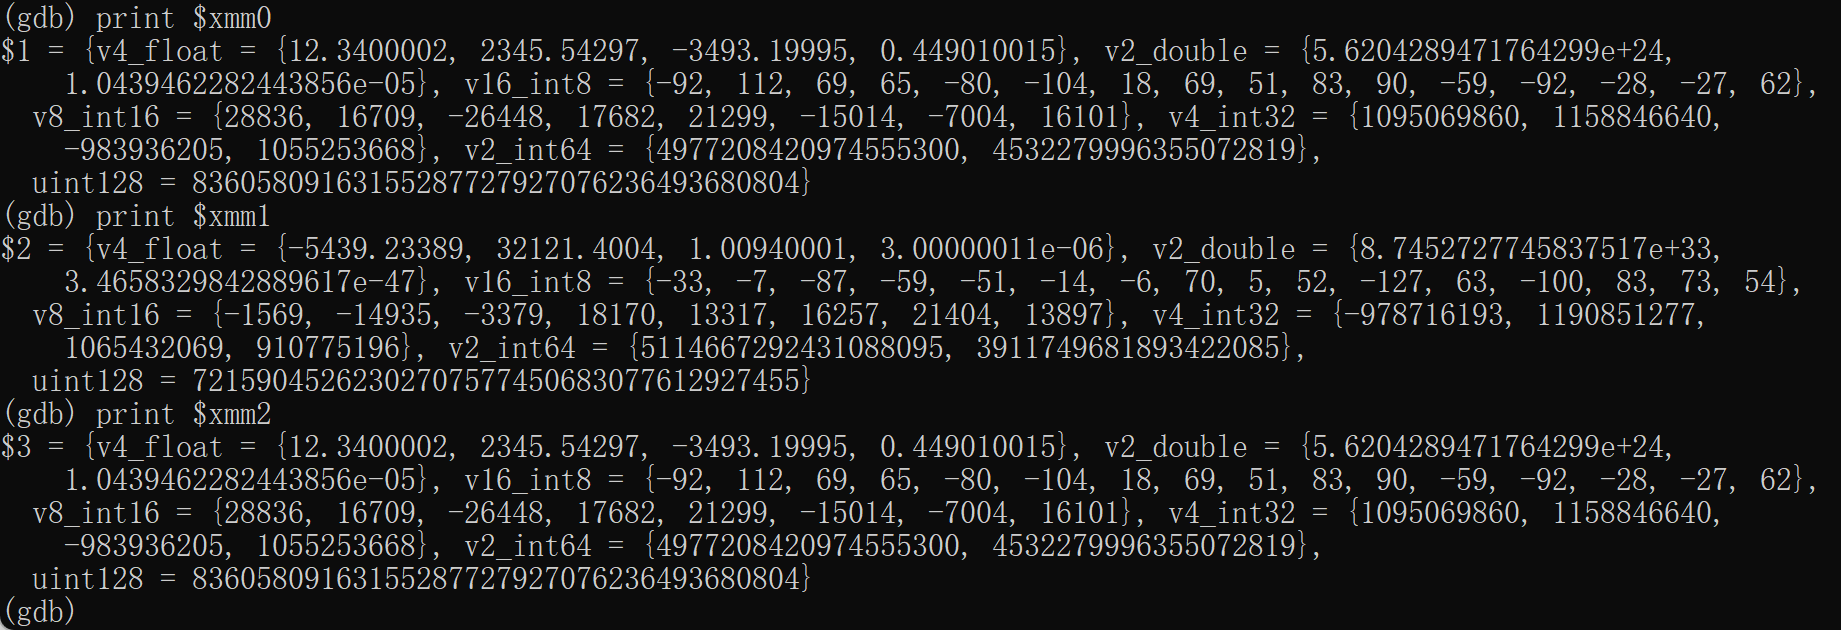 (gdb) print $xmm0
$1 = {v4_float = {12.3400002, 2345.54297, -3493.19995, 0.449010015}, v2_double = {5.6204289471764299e+24,
1.0439462282443856e-05}, v16_int8 = {-92, 112, 69, 65, -80, -104, 18, 69, 51, 83, 90, -59, -92, -28, -27, 62},
v8_int16 = {28836, 16709, -26448, 17682, 21299, -15014, -7004, 16101}, v4_int32 = {1095069860, 1158846640,
-983936205, 1055253668}, v2_int64 = {4977208420974555300, 4532279996355072819},
uint128 = 83605809163155287727927076236493680804}
(gdb) print $xmm1
$2 = {v4_float = {-5439.23389, 32121.4004, 1.00940001, 3.00000011e-06}, v2_double = {8.7452727745837517e+33,
3.4658329842889617e-47}, v16_int8 = {-33, -7, -87, -59, -51, -14, -6, 70, 5, 52, -127, 63, -100, 83, 73, 54},
v8_int16 = {-1569, -14935, -3379, 18170, 13317, 16257, 21404, 13897}, v4_int32 = {-978716193, 1190851277,
1065432069, 910775196}, v2_int64 = {5114667292431088095, 3911749681893422085},
uint128 = 72159045262302707577450683077612927455}
(gdb) print $xmm2
$3 = {v4_float = {12.3400002, 2345.54297, -3493.19995, 0.449010015}, v2_double = {5.6204289471764299e+24,
1.0439462282443856e-05}, v16_int8 = {-92, 112, 69, 65, -80, -104, 18, 69, 51, 83, 90, -59, -92, -28, -27, 62},
v8_int16 = {28836, 16709, -26448, 17682, 21299, -15014, -7004, 16101}, v4_int32 = {1095069860, 1158846640,
-983936205, 1055253668}, v2_int64 = {4977208420974555300, 4532279996355072819},
uint128 = 83605809163155287727927076236493680804}
(gdb)